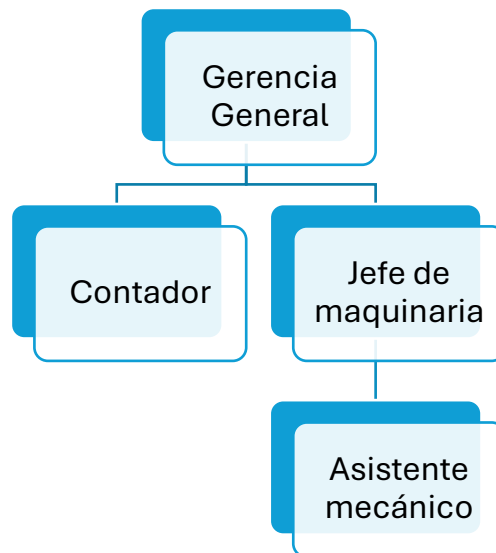 Gerencia
General
Contador
Jefe de
maquinaria
Asistente
mecánico